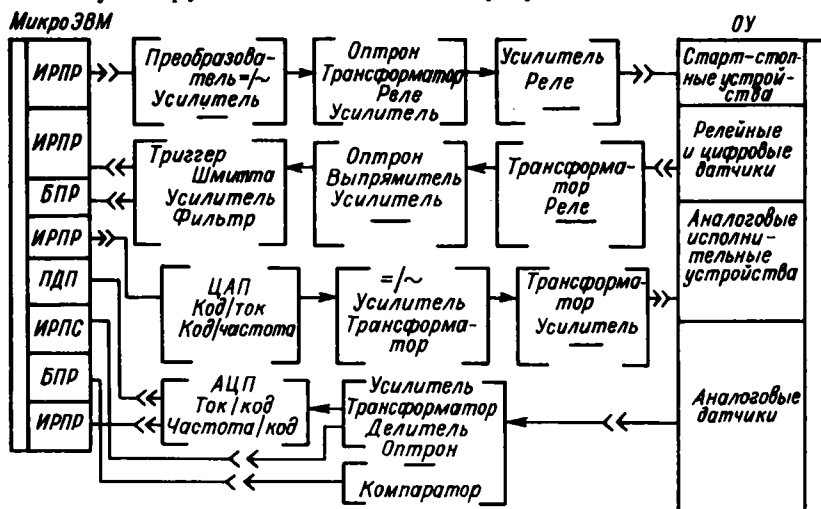 МикроЭВМ
ОУ
ИРПР
Преобразова-
тель =/~
Усилитель
Оптрон
Трансформатор
Реле
Усилитель
Усилитель
Реле
Старт-стоп-
ные устрой-
ства
ИРПР
БПР
Триггер
Шмитта
Усилитель
Фильтр
Оптрон
Выпрямитель
Усилитель
Трансформа-
тор
Реле
Релейные
и цифровые
датчики
ИРПР
ЦАП
Код/ток
Код/частота
=/~
Усилитель
Трансформа-
тор
Трансформа-
тор
Усилитель
Аналоговые
исполни-
тельные
устройства
ПДП
ИРПС
БПР
ИРПР
АЦП
Ток/код
Частота/код
Усилитель
Трансформатор
Делитель
Оптрон
Компаратор
Аналоговые
датчики